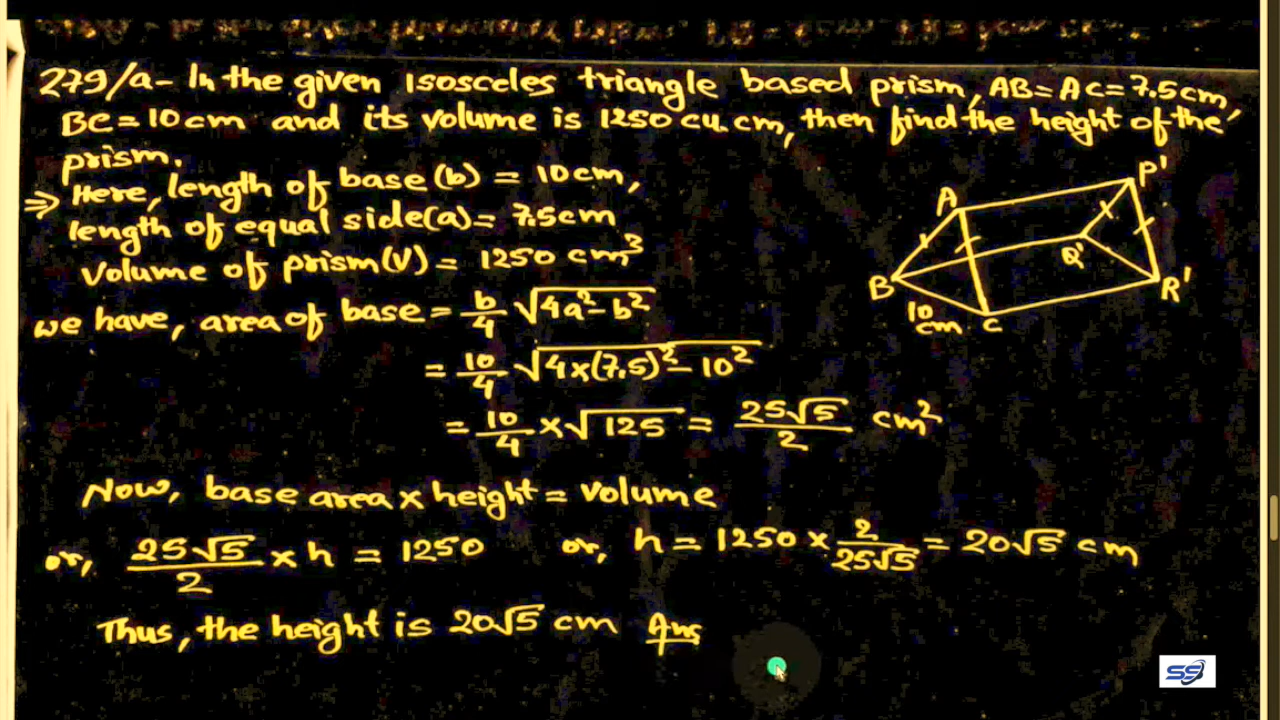 279/a- In the given Isosceles triangle based prism, AB = AC = 7.5cm,
BC = 10cm and its volume is 1250 cu.cm, then find the height of the
prism.
⇒ Here, length of base (b) = 10cm,
length of equal side(a) = 7.5cm
Volume of prism(V) = 1250 cm³
we have, area of base = b/4 √(4a² - b²)
= 10/4 √(4×(7.5)² - 10²)
= 10/4 × √125 = 25√5/2 cm²
Now, base area × height = volume
or, 25√5/2 × h = 1250 or, h = 1250 × 2/25√5 = 20√5 cm
Thus, the height is 20√5 cm Ans
A
P'
B
Q'
R'
10
cm
C
S9